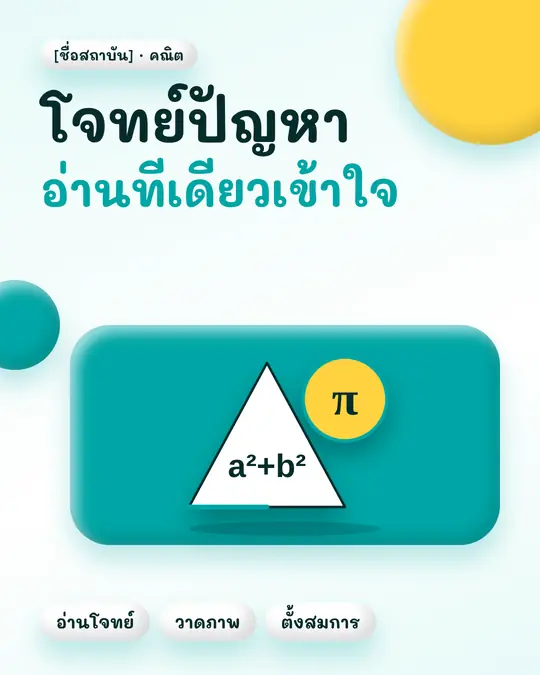 [ชื่อสถาบัน] · คณิต
โจทย์ปัญหา
อ่านทีเดียวเข้าใจ
π
a²+b²
อ่านโจทย์
วาดภาพ
ตั้งสมการ